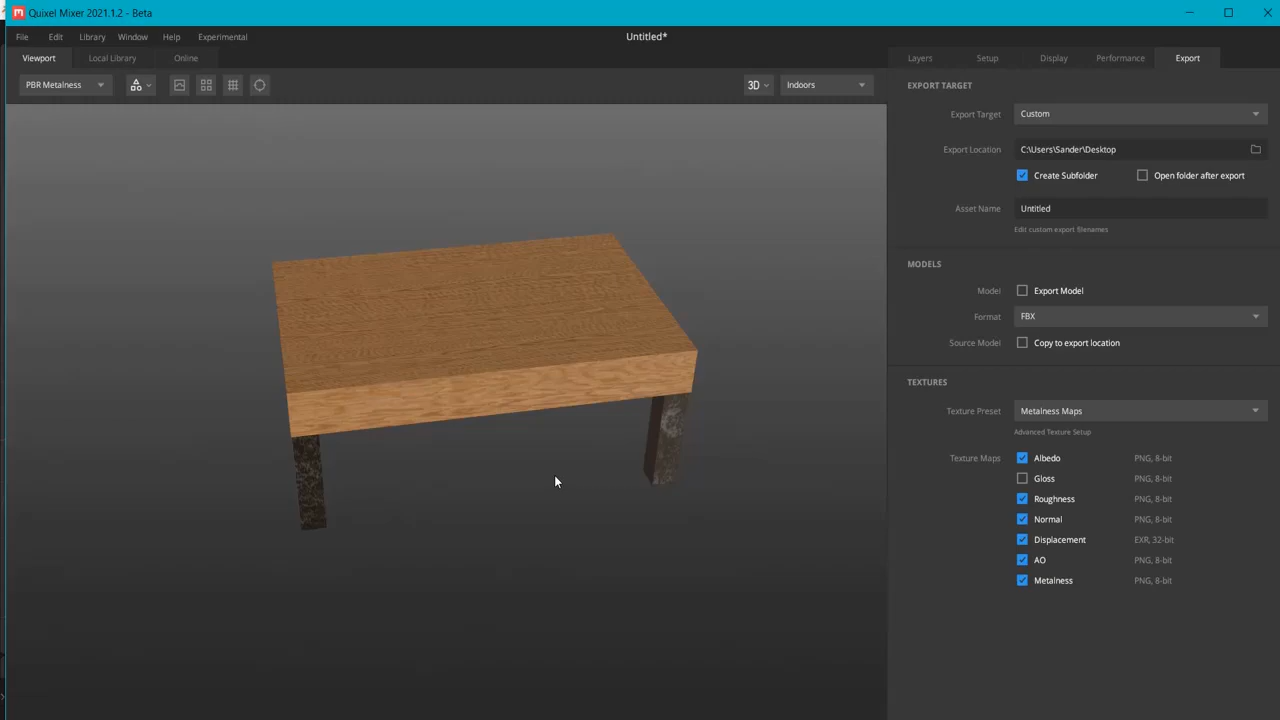 Quixel Mixer 2021.1.2 - Beta
File Edit Library Window Help Experimental Untitled*
Viewport Local Library Online Layers Setup Display Performance Export
PBR Metalness 3D Indoors
EXPORT TARGET
Export Target Custom
Export Location C:\Users\Sander\Desktop
Create Subfolder Open folder after export
Asset Name Untitled
Edit custom export filenames
MODELS
Model Export Model
Format FBX
Source Model Copy to export location
TEXTURES
Texture Preset Metalness Maps
Advanced Texture Setup
Texture Maps Albedo PNG, 8-bit
Gloss PNG, 8-bit
Roughness PNG, 8-bit
Normal PNG, 8-bit
Displacement EXR, 32-bit
AO PNG, 8-bit
Metalness PNG, 8-bit